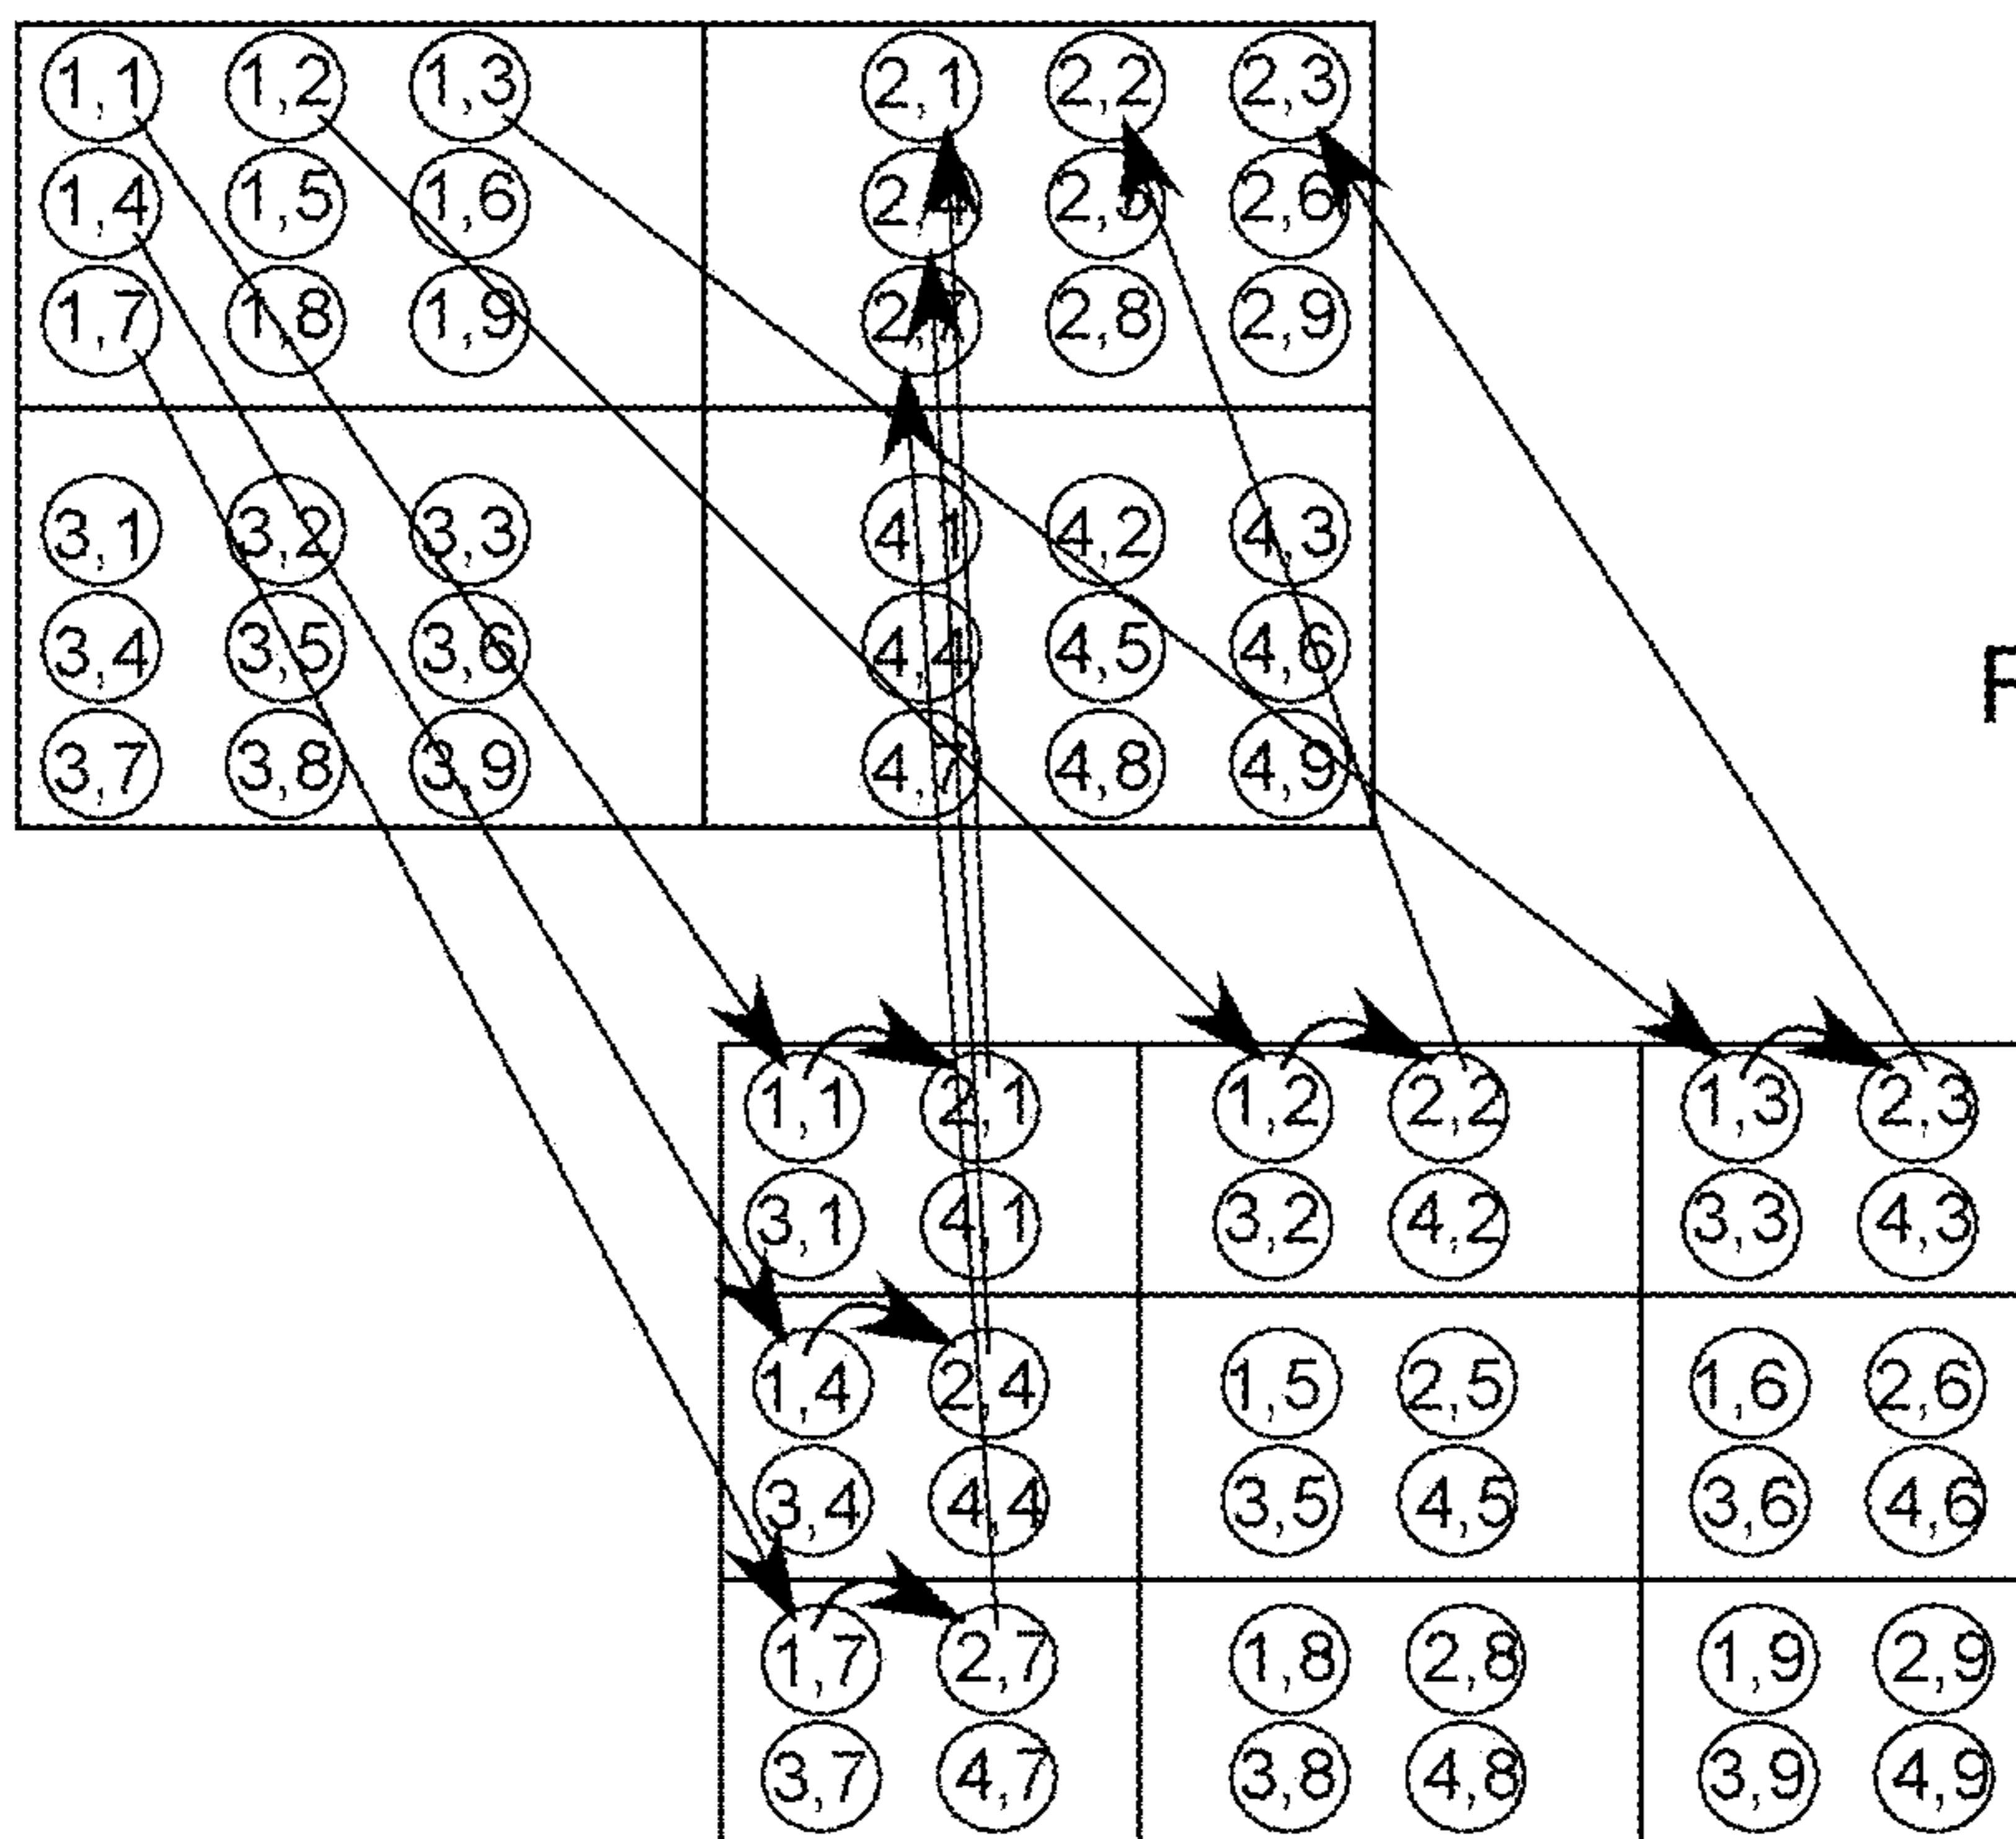 1,1 1,2 1,3 2,1 2,2 2,3
1,4 1,5 1,6 2,4 2,5 2,6
1,7 1,8 1,9 2,7 2,8 2,9
3,1 3,2 3,3 4,1 4,2 4,3
3,4 3,5 3,6 4,4 4,5 4,6
F
3,7 3,8 3,9 4,7 4,8 4,9
1,1 2,1 1,2 2,2 1,3 2,3
3,1 4,1 3,2 4,2 3,3 4,3
1,4 2,4 1,5 2,5 1,6 2,6
3,4 4,4 3,5 4,5 3,6 4,6
1,7 2,7 1,8 2,8 1,9 2,9
3,7 4,7 3,8 4,8 3,9 4,9